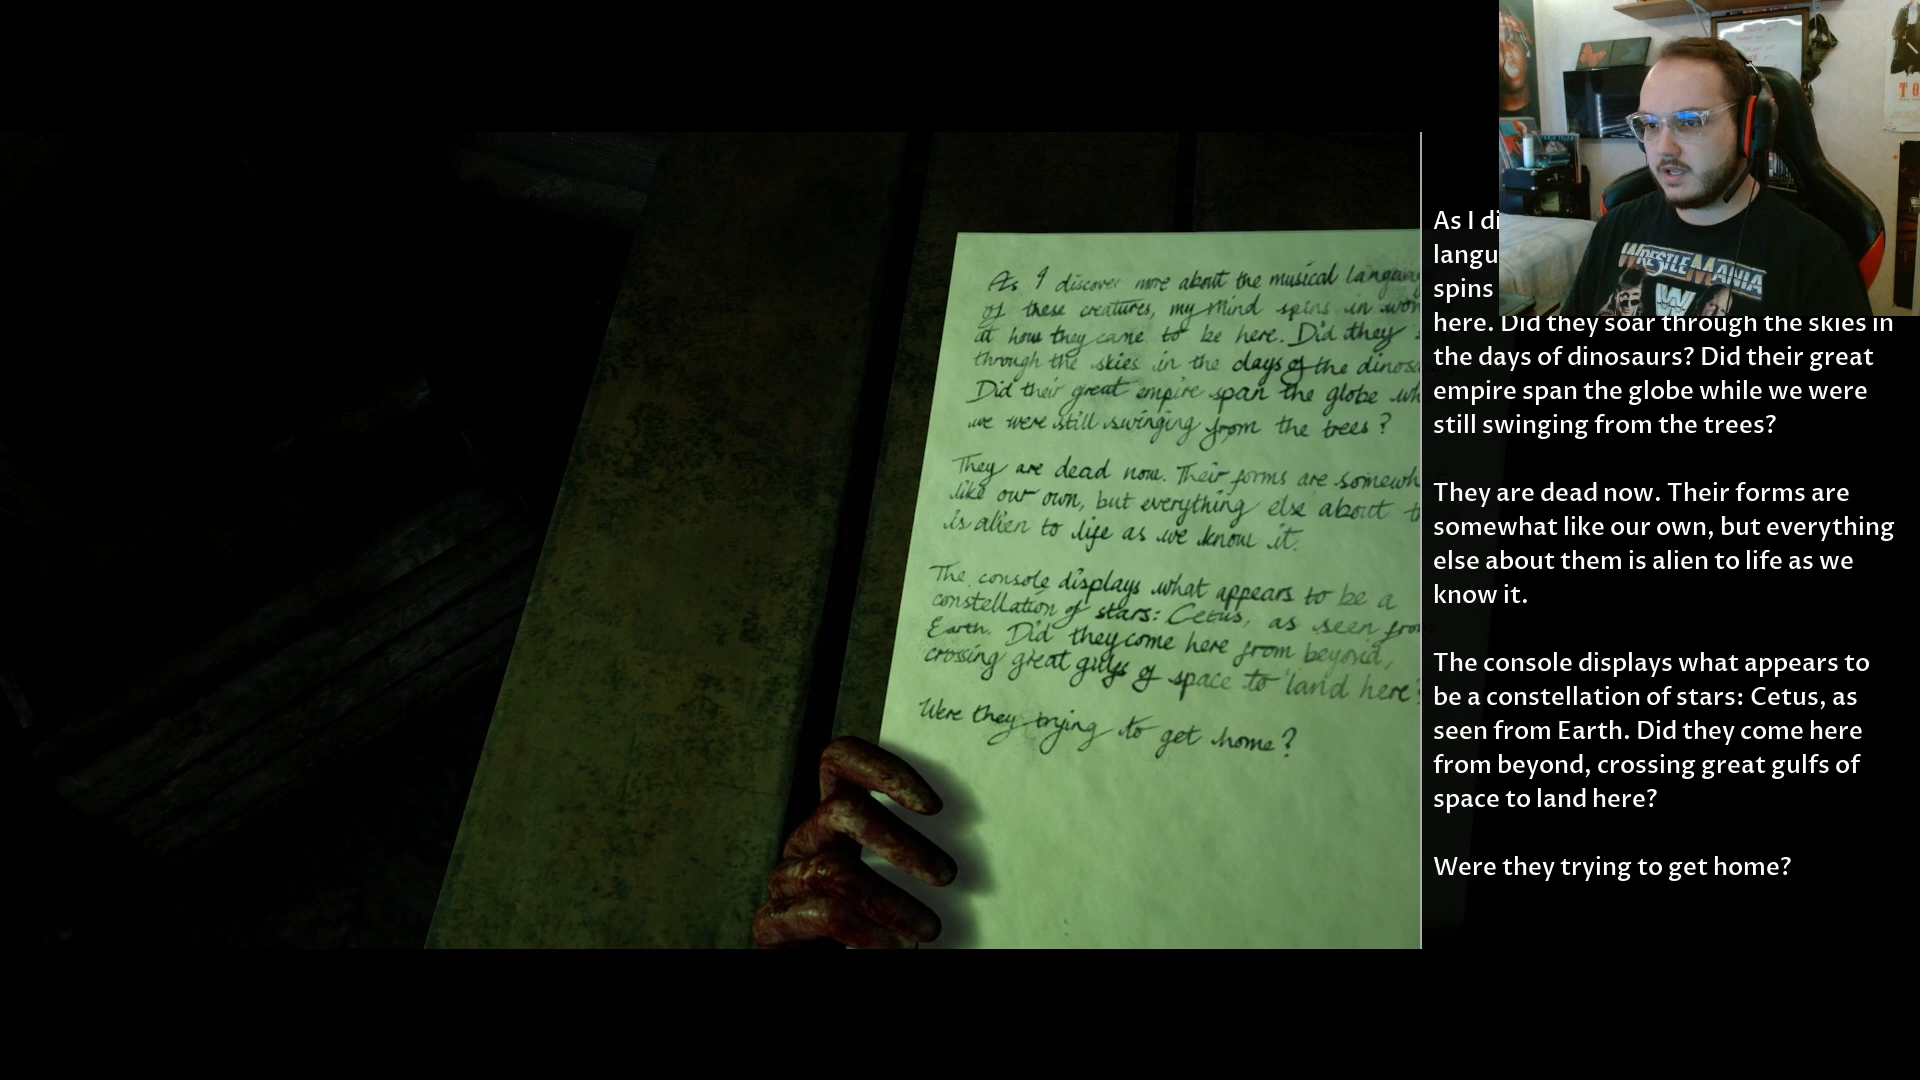 As I discover more about the musical
of these creatures, my mind spins in
at how they came to be here. Did they
through the skies in the days of the
Did their great empire span the globe
we were still swinging from the trees?
They are dead now. Their forms are
like our own, but everything else about
is alien to life as we know it.
The console displays what appears to be a
constellation of stars: Cetus, as seen
Earth. Did they come here from beyond,
crossing great gulfs of space to land here?
Were they trying to get home?
As I
here. Did they soar through the skies in
the days of dinosaurs? Did their great
empire span the globe while we were
still swinging from the trees?
They are dead now. Their forms are
somewhat like our own, but everything
else about them is alien to life as we
know it.
The console displays what appears to
be a constellation of stars: Cetus, as
seen from Earth. Did they come here
from beyond, crossing great gulfs of
space to land here?
Were they trying to get home?
WRESTLEMANIA